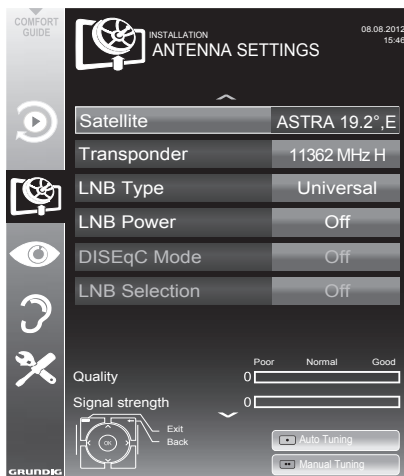 COMFORT
GUIDE
INSTALLATION
ANTENNA SETTINGS
08.08.2012
15:46
Satellite ASTRA 19.2°,E
Transponder 11362 MHz H
LNB Type Universal
LNB Power Off
DISEqC Mode Off
LNB Selection Off
Poor Normal Good
Quality 0
Signal strength 0
Exit
Back
OK
Auto Tuning
Manual Tuning
GRUNDIG